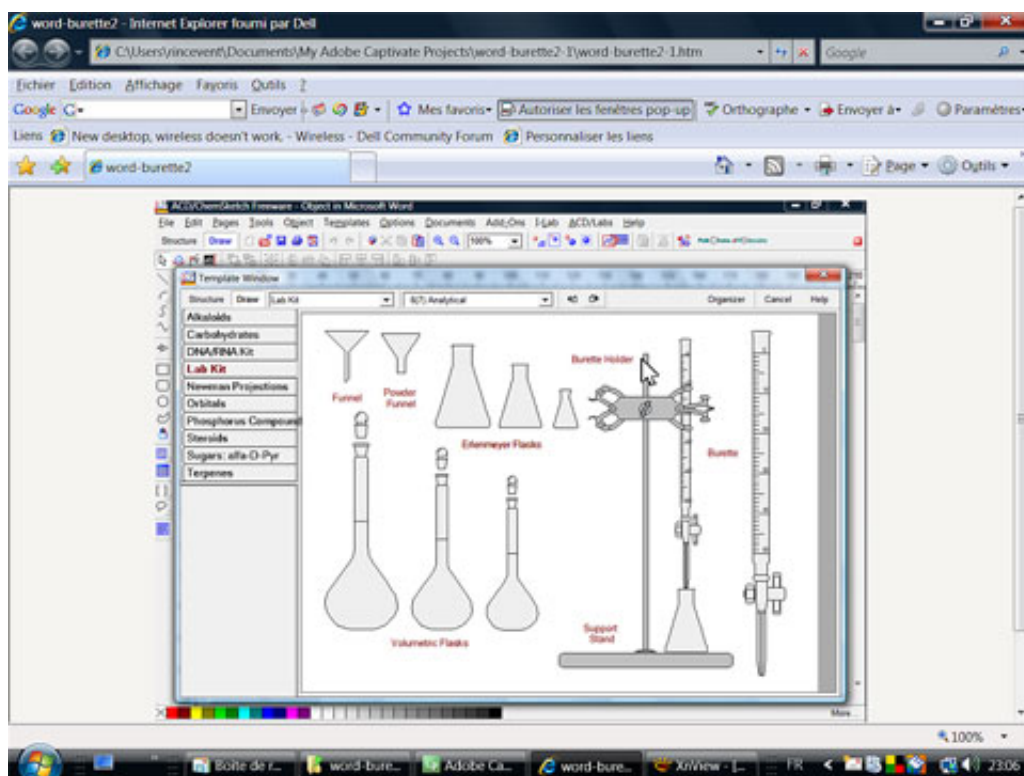 word-burette2 - Internet Explorer fourni par Dell
C:\Users\rincevent\Documents\My Adobe Captivate Projects\word-burette2-1\word-burette2-1.htm
Google
Fichier Edition Affichage Favoris Outils ?
Google G Envoyer Mes favoris Autoriser les fenêtres pop-up Orthographe Envoyer à Paramètres
Liens New desktop, wireless doesn't work. - Wireless - Dell Community Forum Personnaliser les liens
word-burette2 Page Outils
ACD/ChemSketch Freeware - Object in Microsoft Word
File Edit Pages Tools Object Templates Options Documents Add-Ons I-Lab ACD/Labs Help
Structure Draw 100%
Template Window
Structure Draw Lab Kit 6(7) Analytical Organizer Cancel Help
Alkaloids
Carbohydrates
DNA/RNA Kit
Lab Kit
Newman Projections
Orbitals
Phosphorus Compound
Steroids
Sugars: alfa-D-Pyr
Terpenes
Funnel
Powder
Funnel
Erlenmeyer Flasks
Burette Holder
Burette
Volumetric Flasks
Support
Stand
More...
100%
Boîte de r... word-bure... Adobe Ca... word-bure... XnView - [... FR 23:06